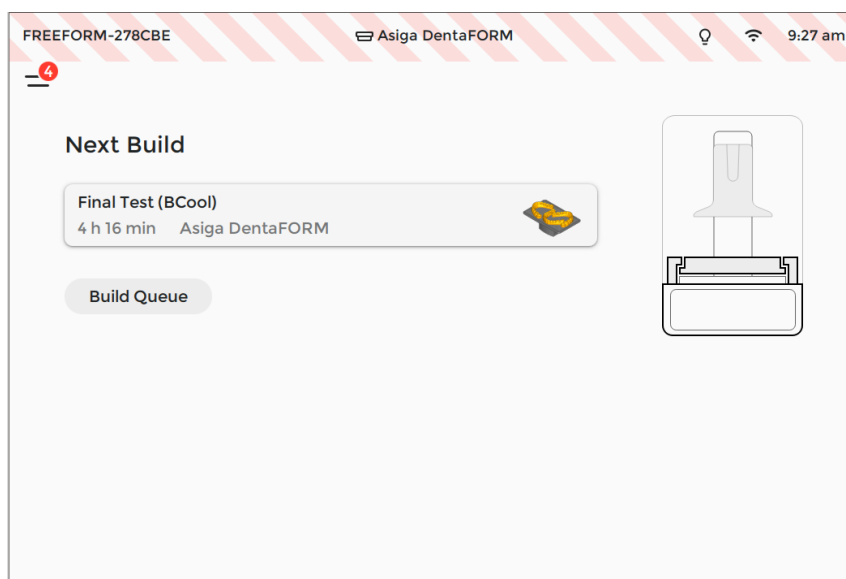 FREEFORM-278CBE Asiga DentaFORM 9:27 am
4
Next Build
Final Test (BCool)
4 h 16 min Asiga DentaFORM
Build Queue